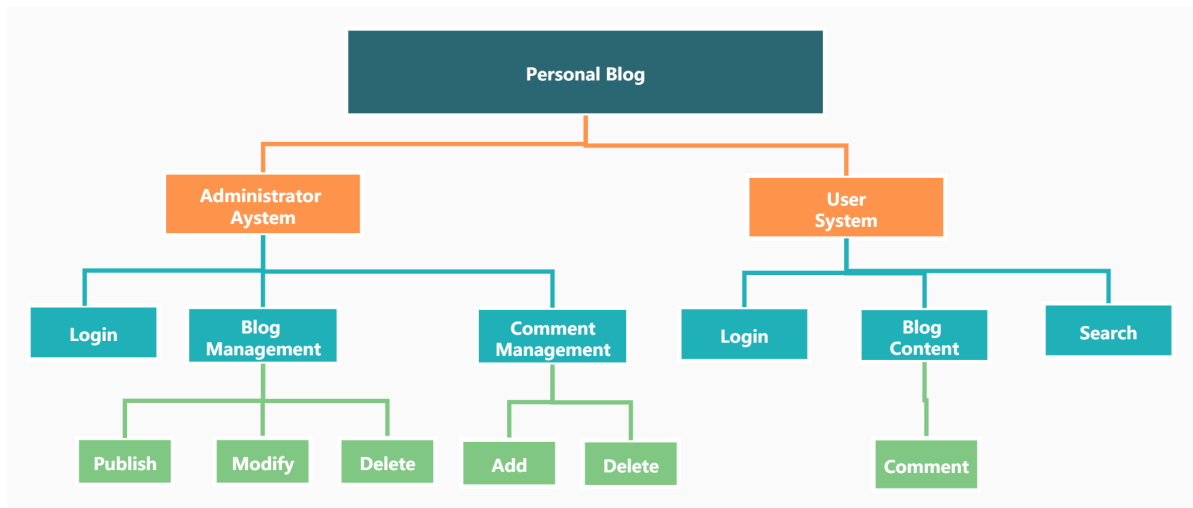 Personal Blog
Administrator
Aystem
User
System
Login
Blog
Management
Comment
Management
Login
Blog
Content
Search
Publish
Modify
Delete
Add
Delete
Comment